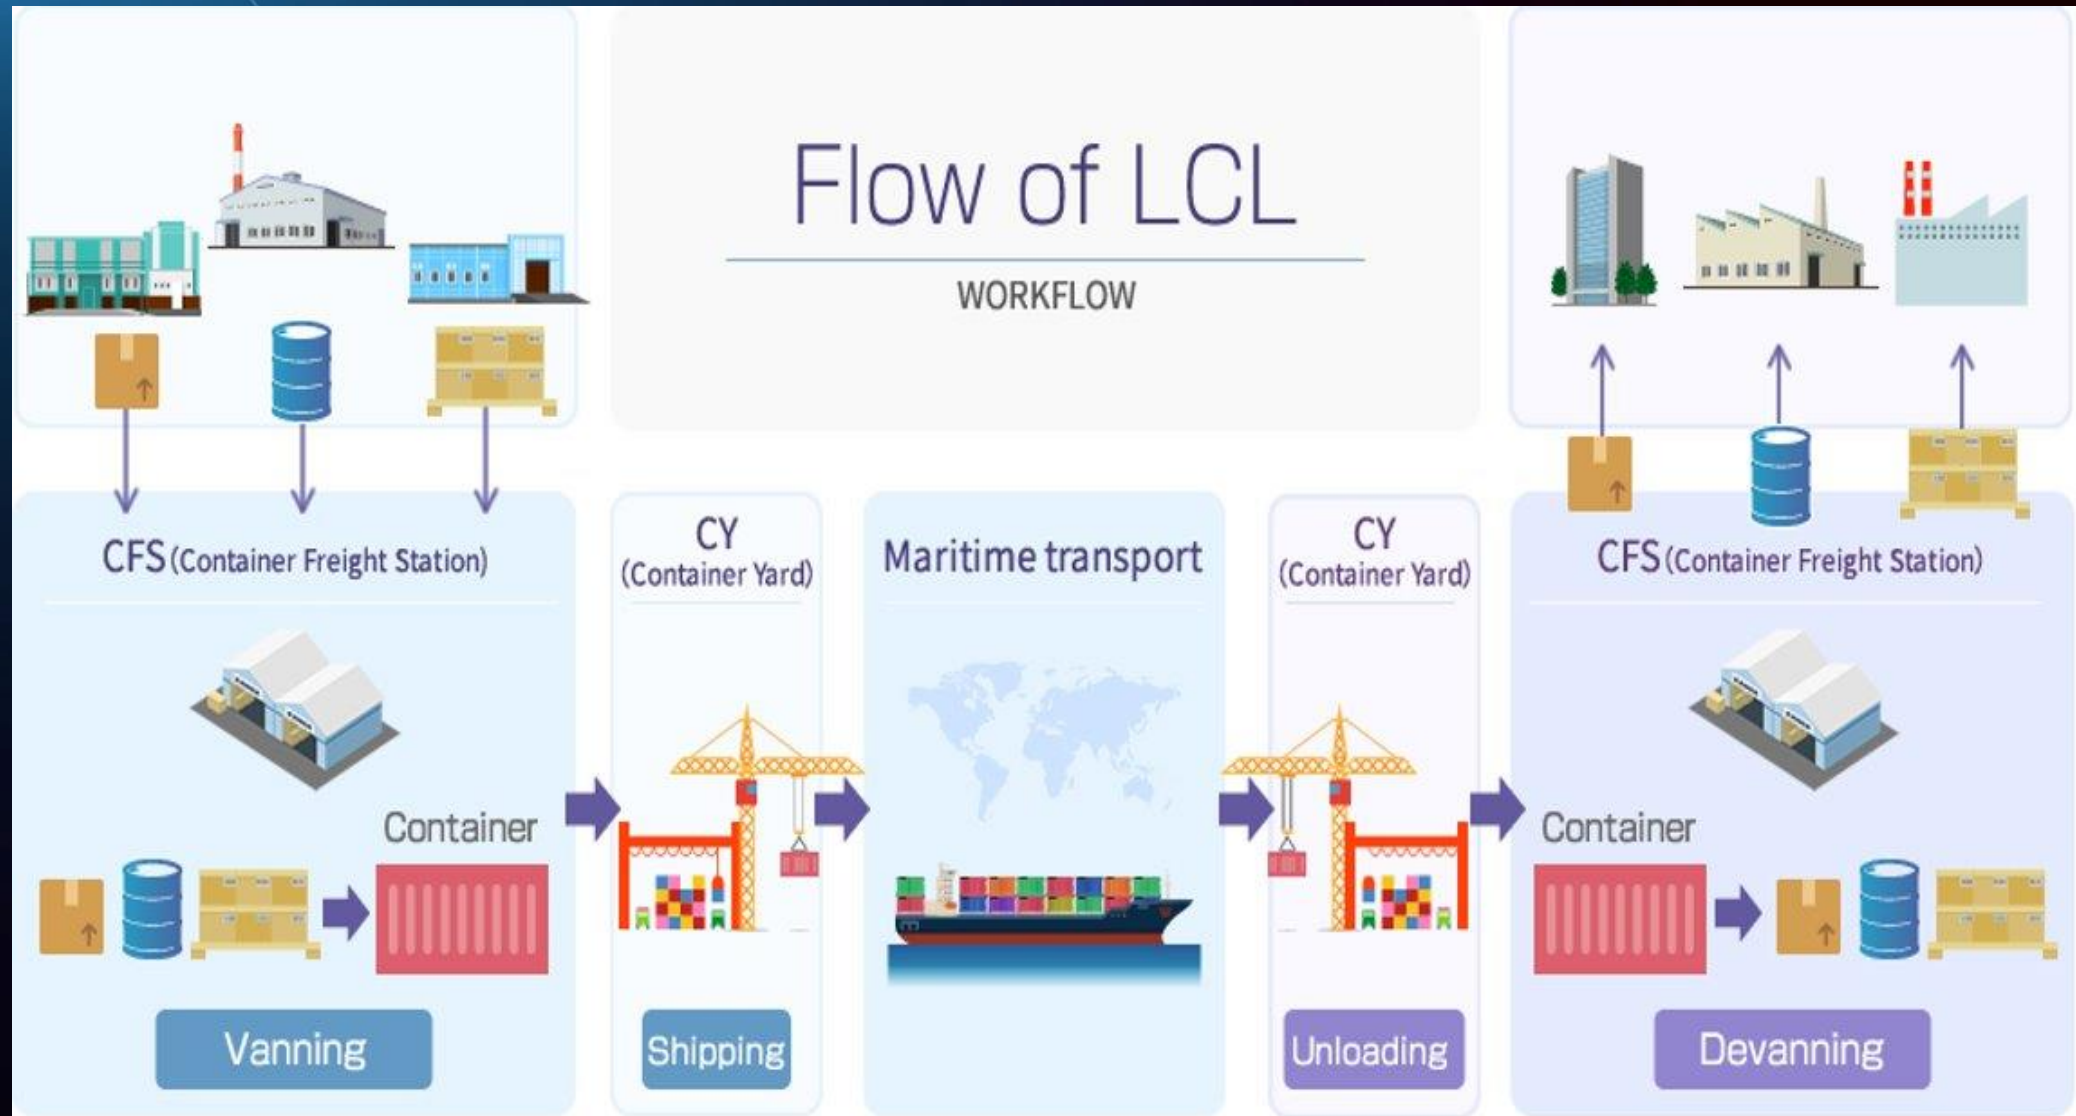 Flow of LCL
WORKFLOW
CFS(Container Freight Station)
Container
Vanning
CY
(Container Yard)
Shipping
Maritime transport
CY
(Container Yard)
Unloading
CFS(Container Freight Station)
Container
Devanning